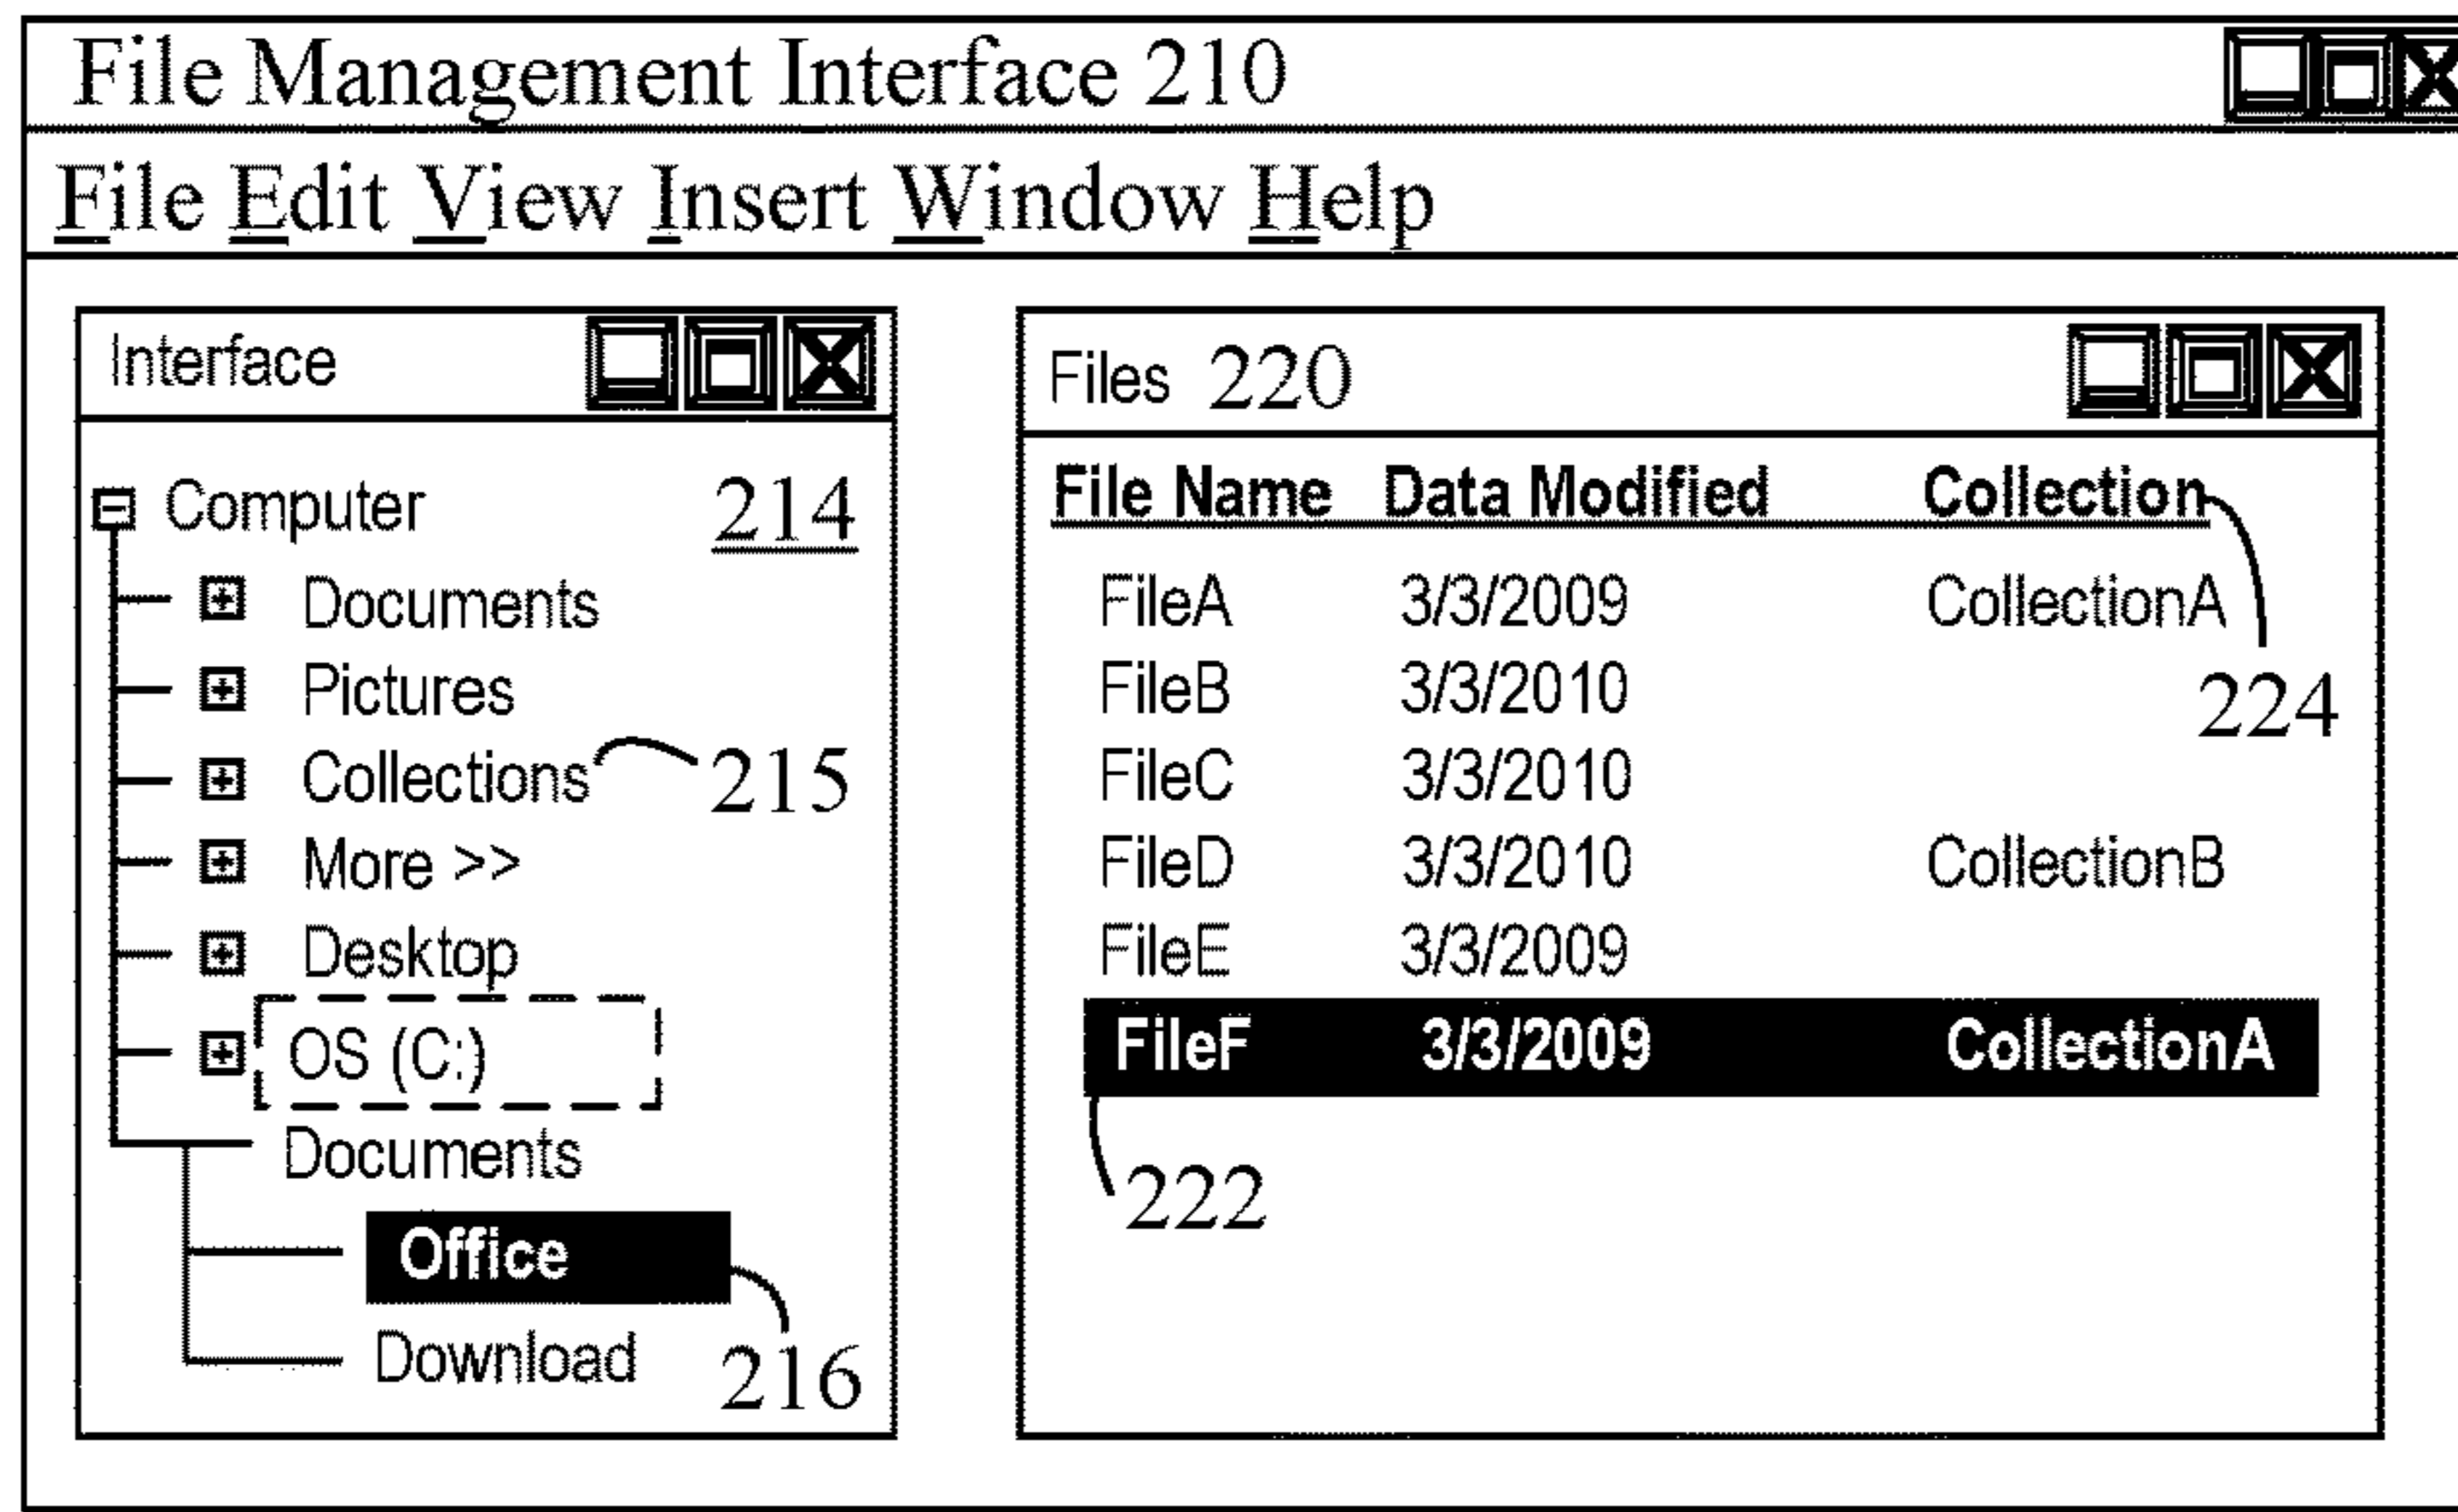 File Management Interface 210
File Edit View Insert Window Help
Interface
Computer 214
Documents
Pictures
Collections 215
More >>
Desktop
OS (C:)
Documents
Office
Download 216
Files 220
File Name Data Modified Collection
FileA 3/3/2009 CollectionA
224
FileB 3/3/2010
FileC 3/3/2010
FileD 3/3/2010 CollectionB
FileE 3/3/2009
FileF 3/3/2009 CollectionA
222